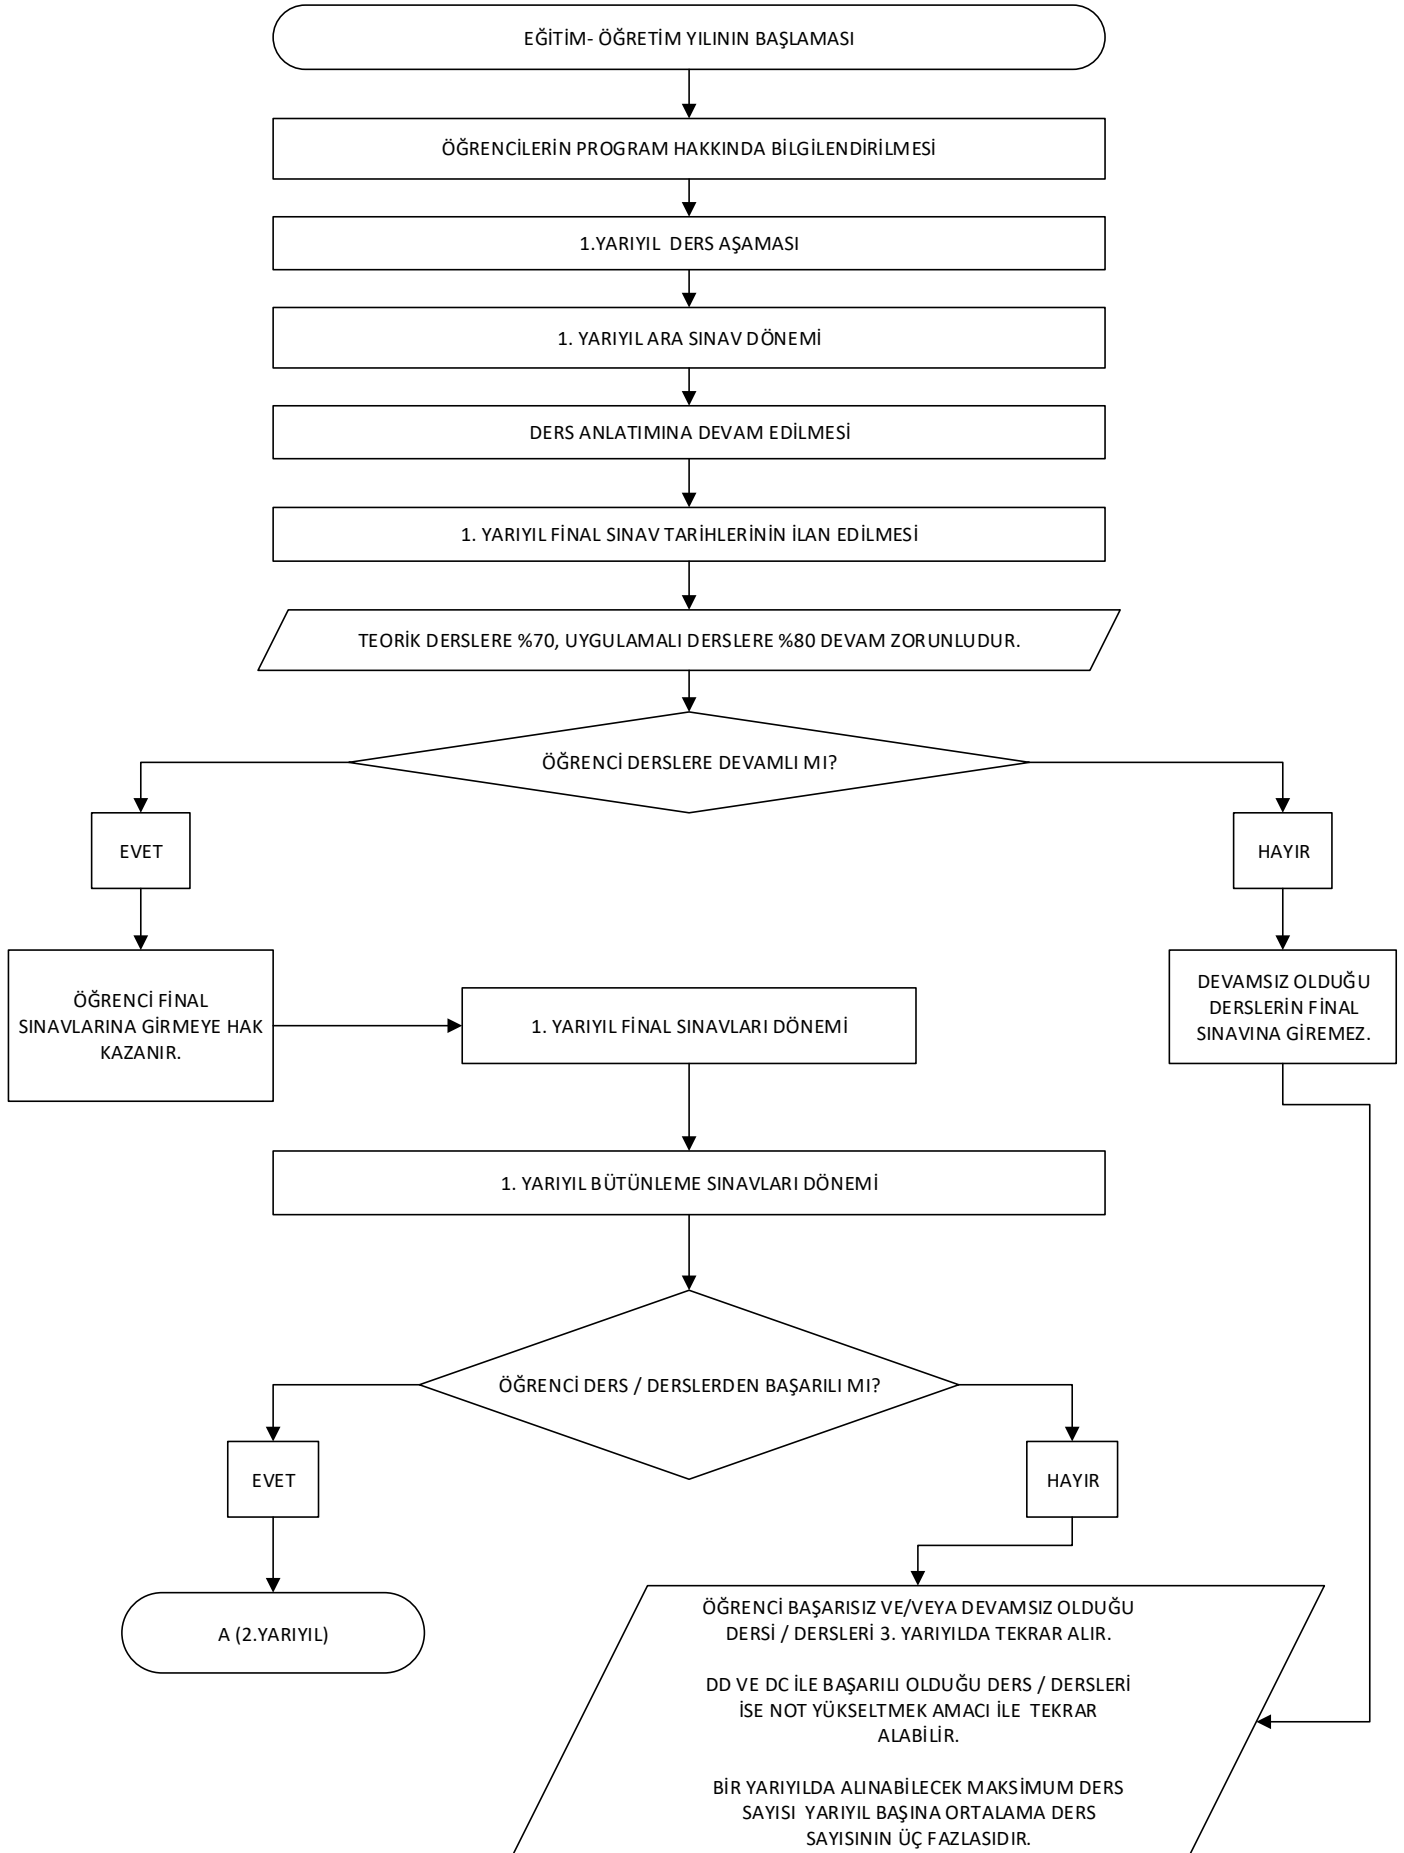 EĞİTİM- ÖĞRETİM YILININ BAŞLAMASI
ÖĞRENCİLERİN PROGRAM HAKKINDA BİLGİLENDİRİLMESİ
1.YARIYIL DERS AŞAMASI
1. YARIYIL ARA SINAV DÖNEMİ
DERS ANLATIMINA DEVAM EDİLMESİ
1. YARIYIL FİNAL SINAV TARİHLERİNİN İLAN EDİLMESİ
TEORİK DERSLERE %70, UYGULAMALI DERSLERE %80 DEVAM ZORUNLUDUR.
ÖĞRENCİ DERSLERE DEVAMLI MI?
EVET
HAYIR
ÖĞRENCİ FİNAL
SINAVLARINA GİRMEYE HAK
KAZANIR.
1. YARIYIL FİNAL SINAVLARI DÖNEMİ
DEVAMSIZ OLDUĞU
DERSLERİN FİNAL
SINAVINA GİREMEZ.
1. YARIYIL BÜTÜNLEME SINAVLARI DÖNEMİ
ÖĞRENCİ DERS / DERSLERDEN BAŞARILI MI?
EVET
HAYIR
A (2.YARIYIL)
ÖĞRENCİ BAŞARISIZ VE/VEYA DEVAMSIZ OLDUĞU
DERSİ / DERSLERİ 3. YARIYILDA TEKRAR ALIR.
DD VE DC İLE BAŞARILI OLDUĞU DERS / DERSLERİ
İSE NOT YÜKSELTMEK AMACI İLE TEKRAR
ALABİLİR.
BİR YARIYILDA ALINABİLECEK MAKSİMUM DERS
SAYISI YARIYIL BAŞINA ORTALAMA DERS
SAYISININ ÜÇ FAZLASIDIR.